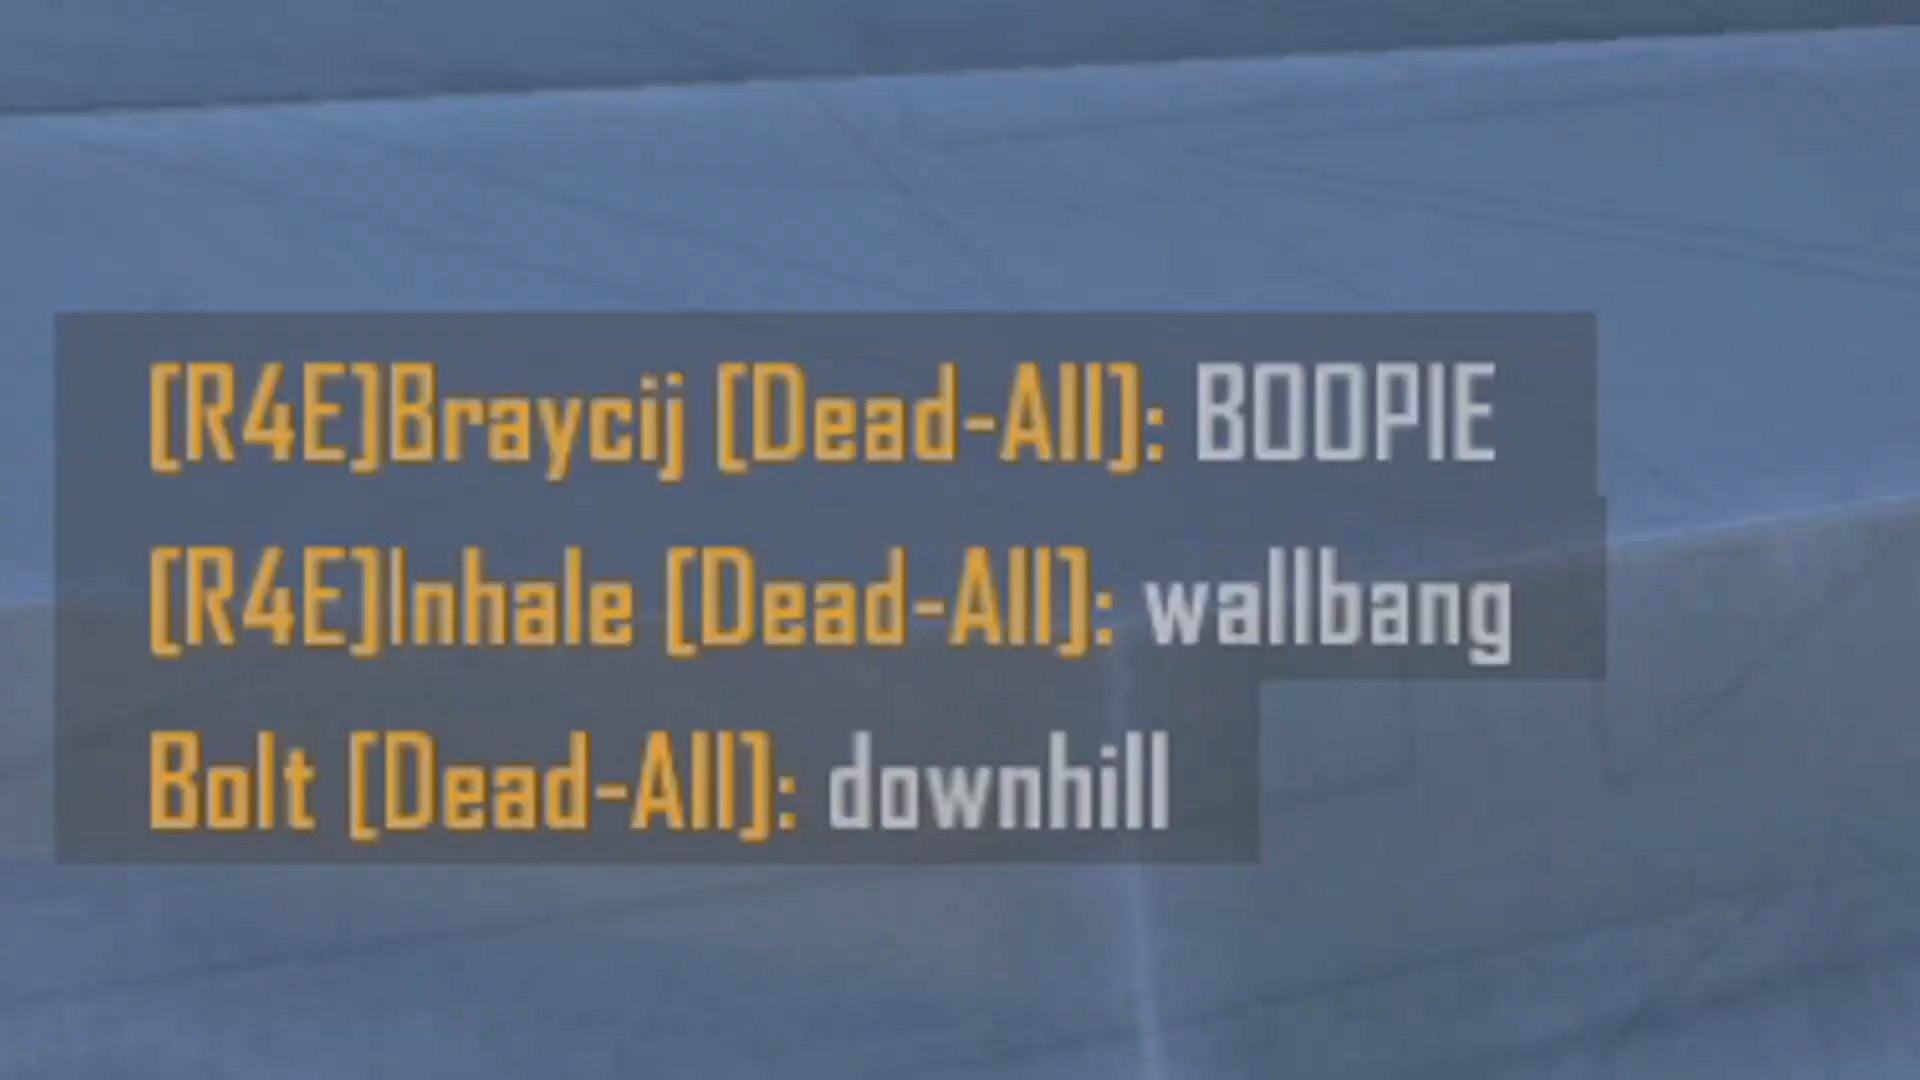 [R4E]Braycij [Dead-All]: BOOPIE
[R4E]Inhale [Dead-All]: wallbang
Bolt [Dead-All]: downhill